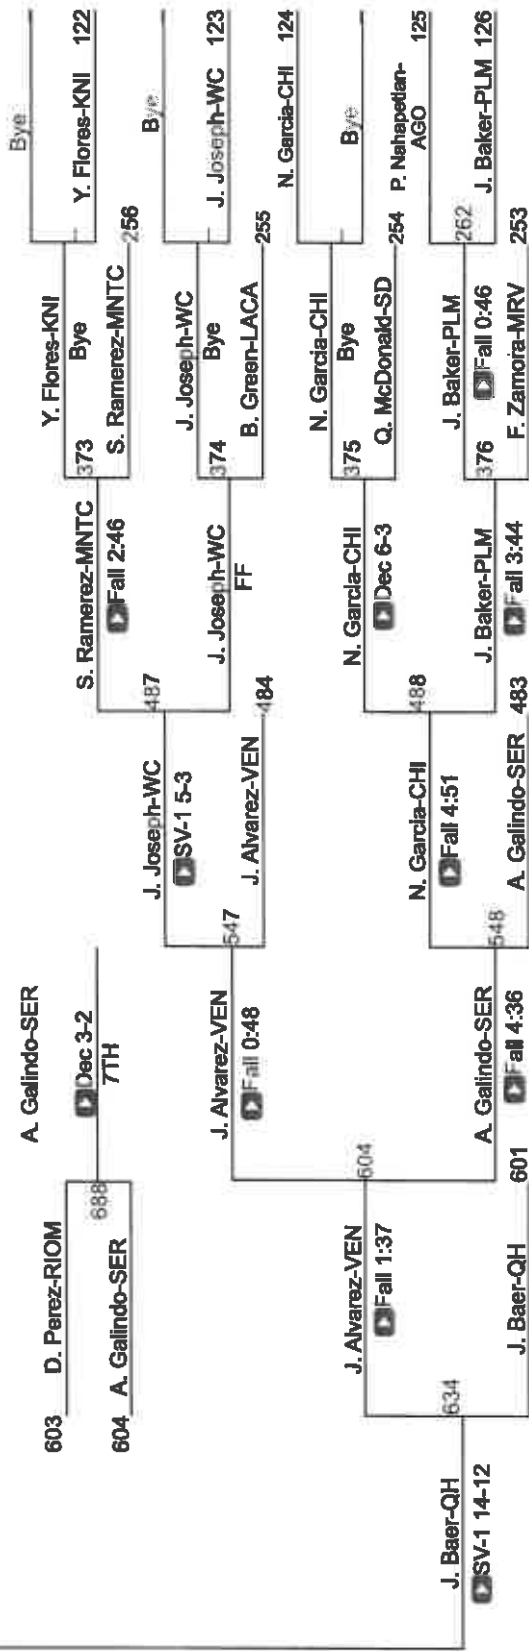 Bye
Y. Flores-KNI 122
Bye
J. Joseph-WC 123
N. Garcia-CHI 124
Bye
P. Nahapetian-AGO 125
J. Baker-PLM 126
Y. Flores-KNI
Bye
373
S. Ramerez-MNTC 256
J. Joseph-WC
Bye
374
B. Green-LACA 255
N. Garcia-CHI
Bye
375
Q. McDonald-SD 254
262
J. Baker-PLM
Fall 0:46
376
F. Zamora-MRV 253
S. Ramerez-MNTC
Fall 2:46
487
J. Joseph-WC
FF
N. Garcia-CHI
Dec 6-3
488
J. Baker-PLM
Fall 3:44
J. Joseph-WC
SV-1 5-3
547
J. Alvarez-VEN 484
N. Garcia-CHI
Fall 4:51
548
A. Galindo-SER 483
A. Galindo-SER
Dec 3-2
7TH
J. Alvarez-VEN
Fall 0:48
604
A. Galindo-SER
Fall 4:36
603 D. Perez-RIOM
688
604 A. Galindo-SER
J. Alvarez-VEN
Fall 1:37
634
J. Baer-QH 601
J. Baer-QH
SV-1 14-12